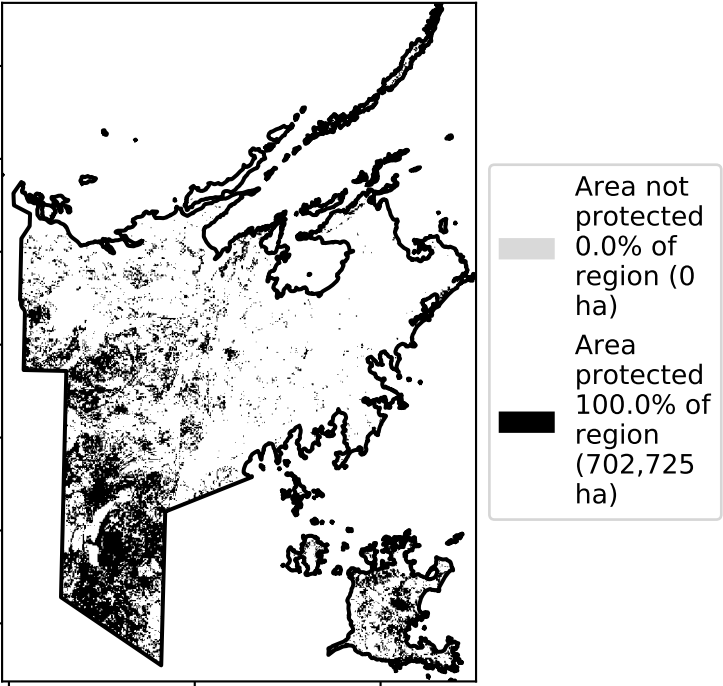 Area not
protected
0.0% of
region (0
ha)
Area
protected
100.0% of
region
(702,725
ha)